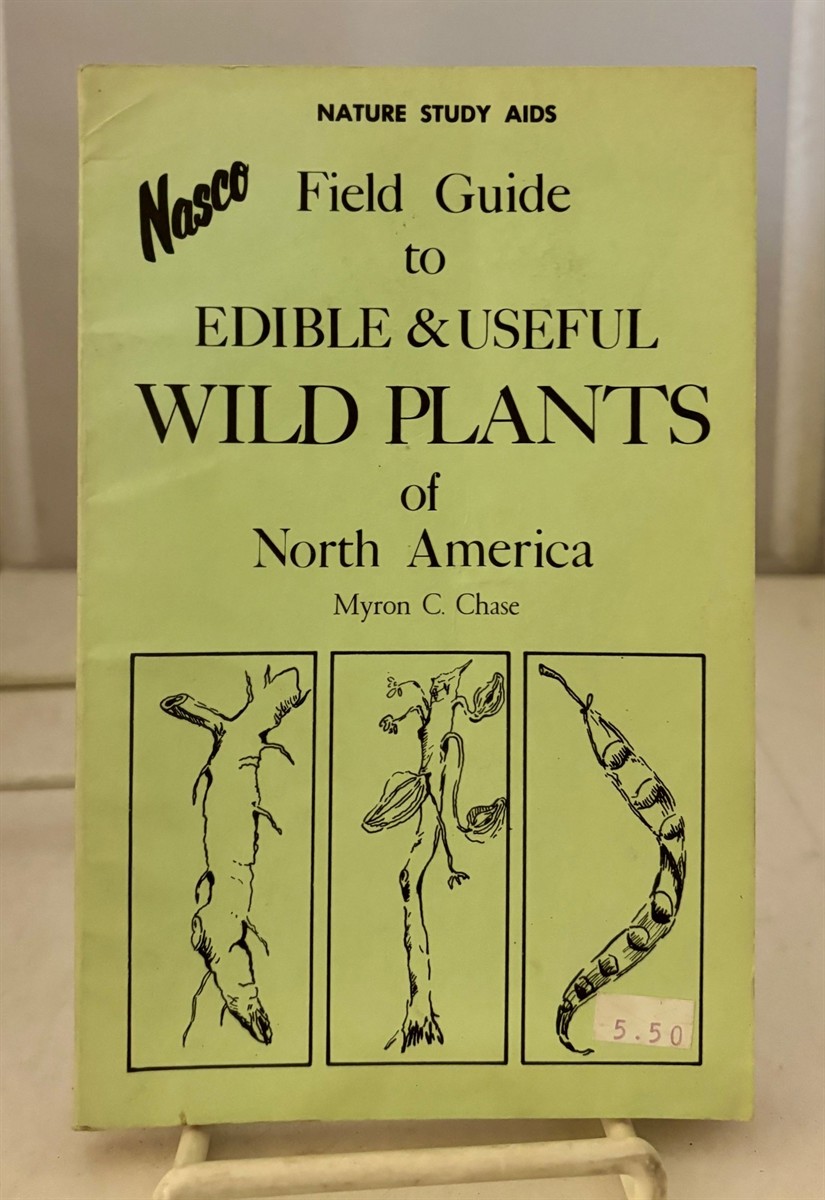 NATURE STUDY AIDS
Nasco
Field Guide
to
EDIBLE & USEFUL
WILD PLANTS
of
North America
Myron C. Chase
5.50